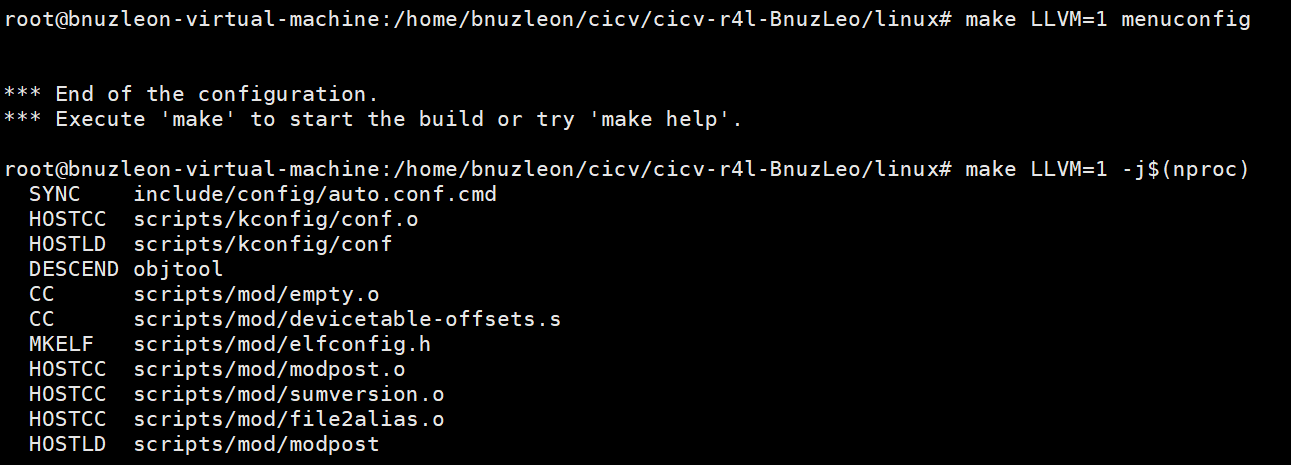 root@bnuzleon-virtual-machine:/home/bnuzleon/cicv/cicv-r4l-BnuzLeo/linux# make LLVM=1 menuconfig
*** End of the configuration.
*** Execute 'make' to start the build or try 'make help'.
root@bnuzleon-virtual-machine:/home/bnuzleon/cicv/cicv-r4l-BnuzLeo/linux# make LLVM=1 -j$(nproc)
  SYNC    include/config/auto.conf.cmd
  HOSTCC  scripts/kconfig/conf.o
  HOSTLD  scripts/kconfig/conf
  DESCEND objtool
  CC      scripts/mod/empty.o
  CC      scripts/mod/devicetable-offsets.s
  MKELF   scripts/mod/elfconfig.h
  HOSTCC  scripts/mod/modpost.o
  HOSTCC  scripts/mod/sumversion.o
  HOSTCC  scripts/mod/file2alias.o
  HOSTLD  scripts/mod/modpost